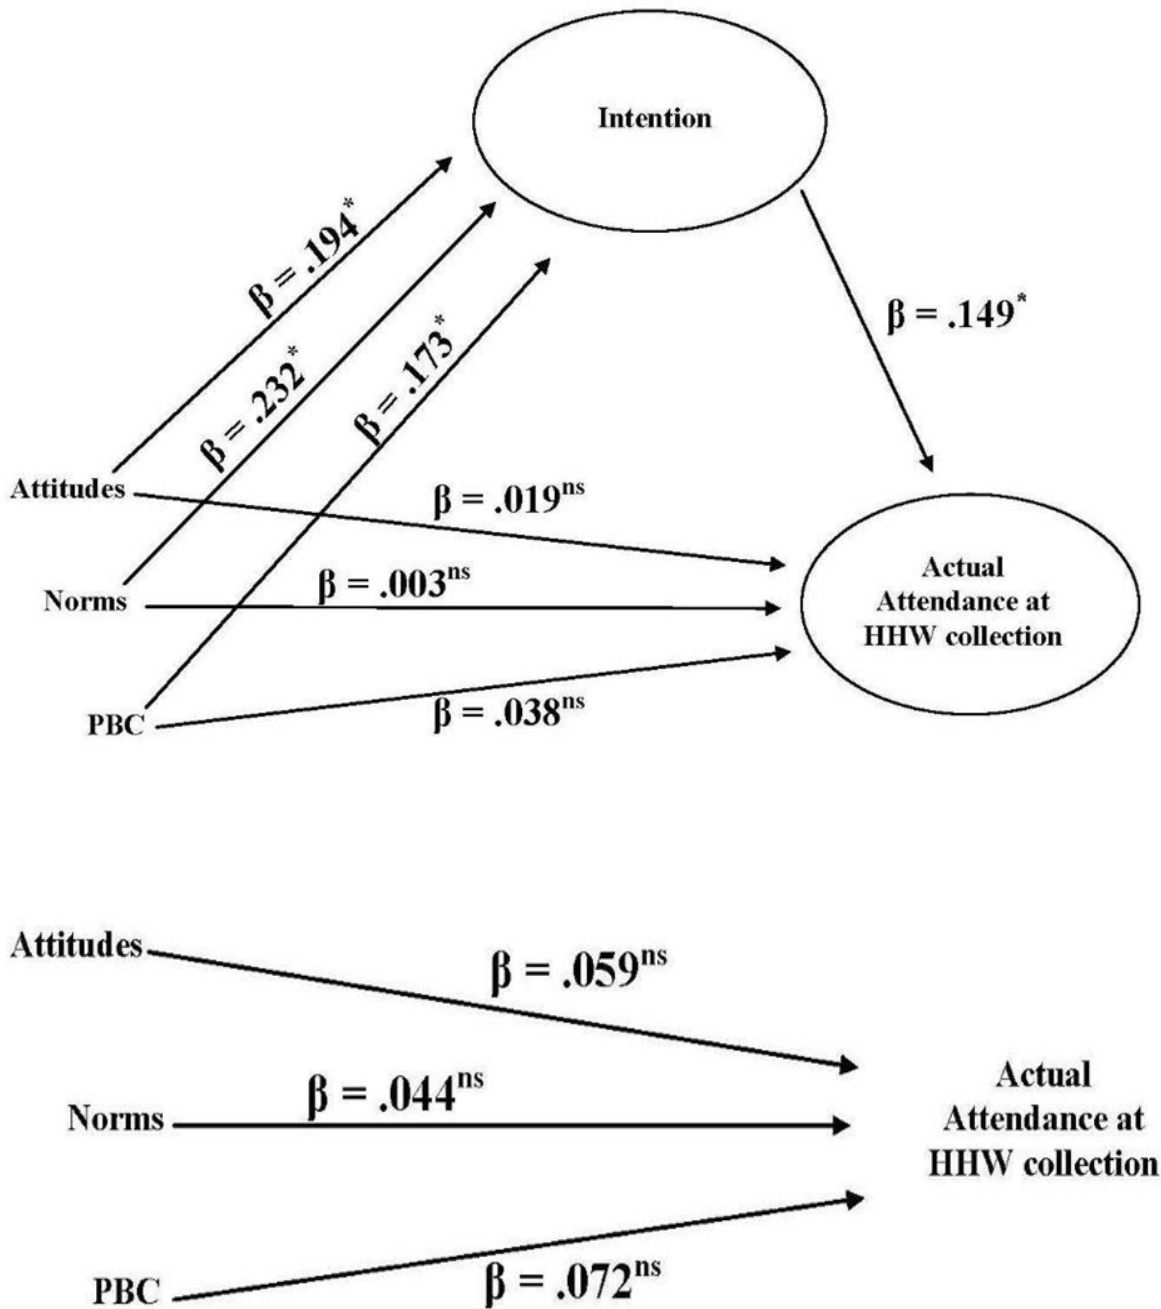 Intention
β = .194*
β = .232*
β = .173*
β = .149*
Attitudes
β = .019ns
Norms
β = .003ns
PBC
β = .038ns
Actual
Attendance at
HHW collection
Attitudes
β = .059ns
Norms
β = .044ns
PBC
β = .072ns
Actual
Attendance at
HHW collection